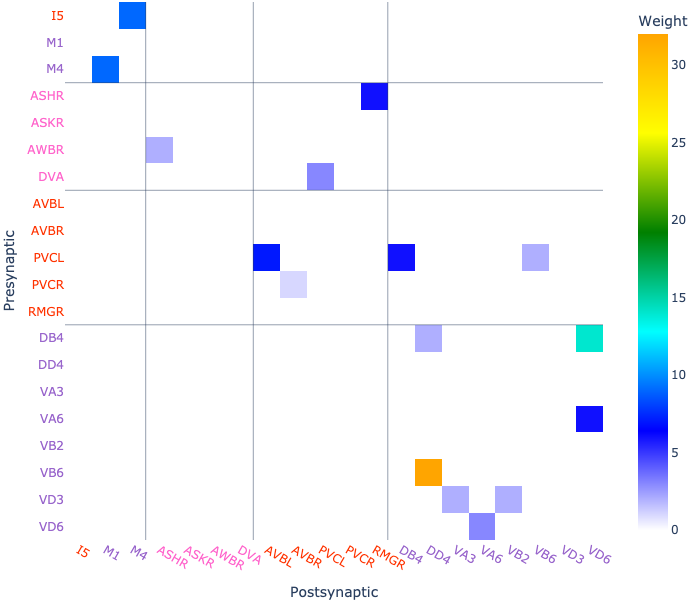 Weight
I5
M1
M4
ASHR
ASKR
AWBR
DVA
AVBL
AVBR
PVCL
PVCR
RMGR
DB4
DD4
VA3
VA6
VB2
VB6
VD3
VD6
Presynaptic
30
25
20
15
10
5
0
I5 M1 M4 ASHR ASKR AWBR DVA AVBL AVBR PVCL PVCR RMGR DB4 DD4 VA3 VA6 VB2 VB6 VD3 VD6
Postsynaptic